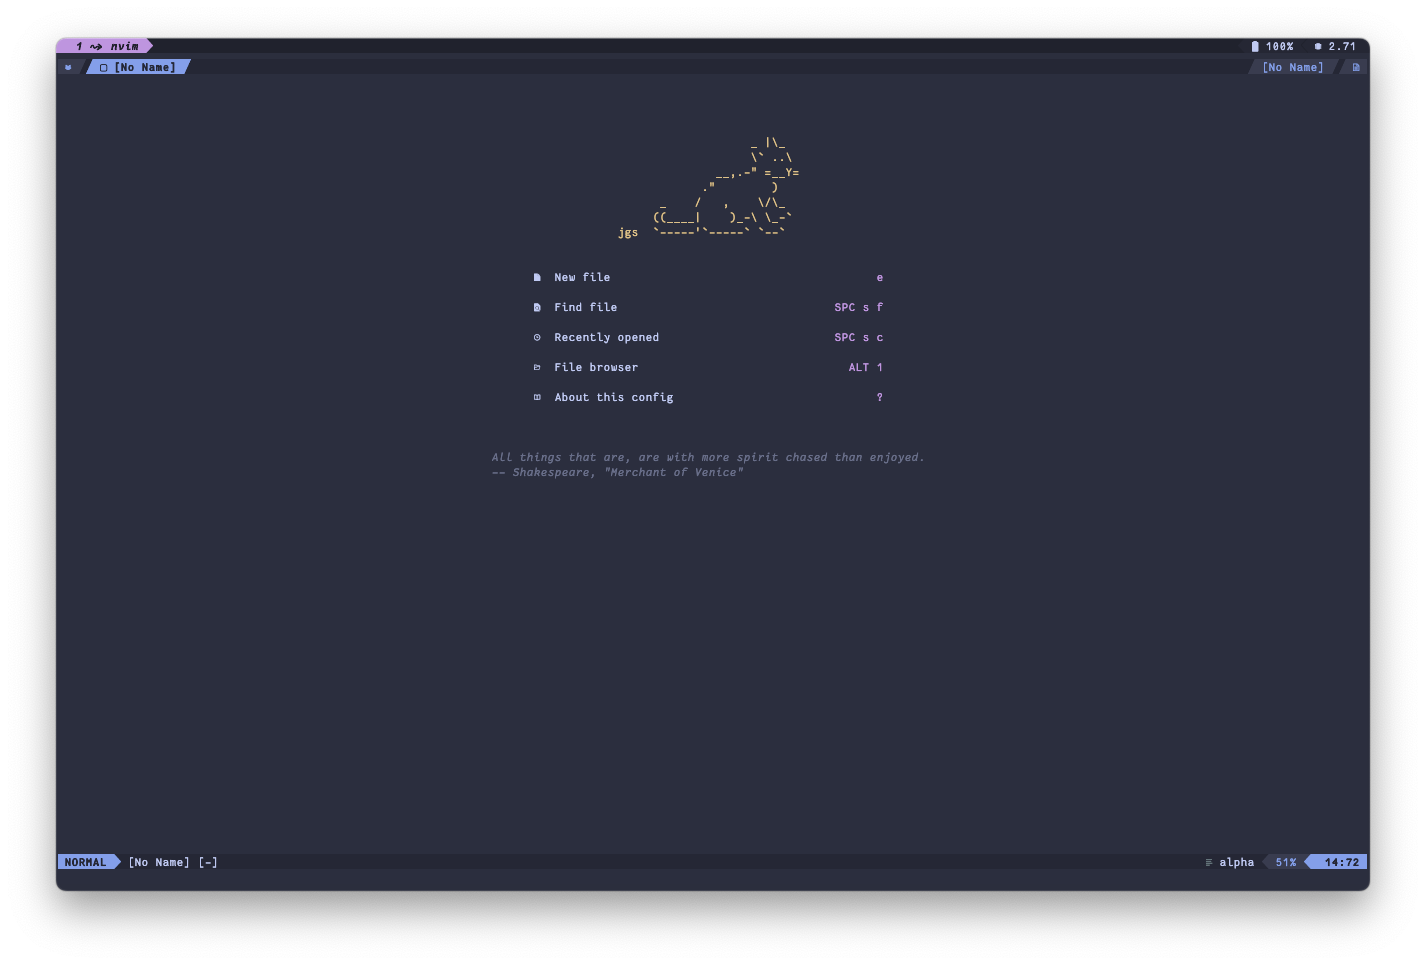 1 ⤳ nvim 100% 2.71
[No Name] [No Name]
                   _ |\_
                   \` ..\
              __,.-" =__Y=
            ."        )
      _    /   ,    \/\_
     ((____|    )_-\ \_-`
jgs  `-----'`-----` `--`
New file e
Find file SPC s f
Recently opened SPC s c
File browser ALT 1
About this config ?
All things that are, are with more spirit chased than enjoyed.
-- Shakespeare, "Merchant of Venice"
NORMAL [No Name] [-] alpha 51% 14:72